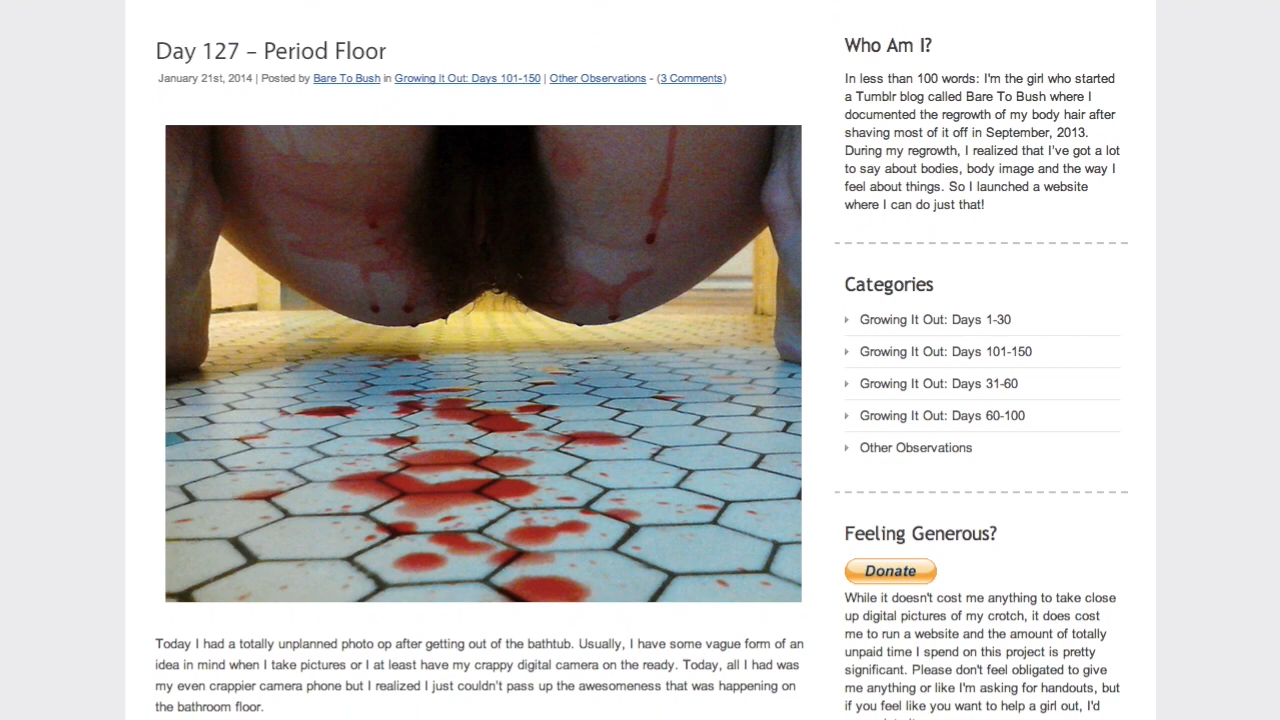 Day 127 – Period Floor
January 21st, 2014 | Posted by Bare To Bush in Growing It Out: Days 101-150 | Other Observations - (3 Comments)
Today I had a totally unplanned photo op after getting out of the bathtub. Usually, I have some vague form of an
idea in mind when I take pictures or I at least have my crappy digital camera on the ready. Today, all I had was
my even crappier camera phone but I realized I just couldn't pass up the awesomeness that was happening on
the bathroom floor.
Who Am I?
In less than 100 words: I'm the girl who started
a Tumblr blog called Bare To Bush where I
documented the regrowth of my body hair after
shaving most of it off in September, 2013.
During my regrowth, I realized that I've got a lot
to say about bodies, body image and the way I
feel about things. So I launched a website
where I can do just that!
Categories
Growing It Out: Days 1-30
Growing It Out: Days 101-150
Growing It Out: Days 31-60
Growing It Out: Days 60-100
Other Observations
Feeling Generous?
Donate
While it doesn't cost me anything to take close
up digital pictures of my crotch, it does cost
me to run a website and the amount of totally
unpaid time I spend on this project is pretty
significant. Please don't feel obligated to give
me anything or like I'm asking for handouts, but
if you feel like you want to help a girl out, I'd